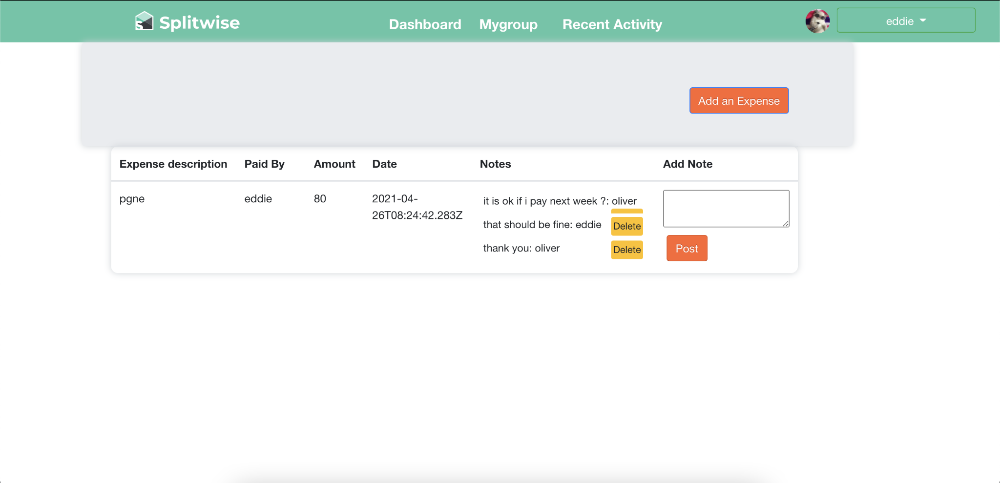 Splitwise
Dashboard
Mygroup
Recent Activity
eddie
Add an Expense
Expense description
Paid By
Amount
Date
Notes
Add Note
pgne
eddie
80
2021-04-
26T08:24:42.283Z
it is ok if i pay next week ?: oliver
that should be fine: eddie
Delete
thank you: oliver
Delete
Post